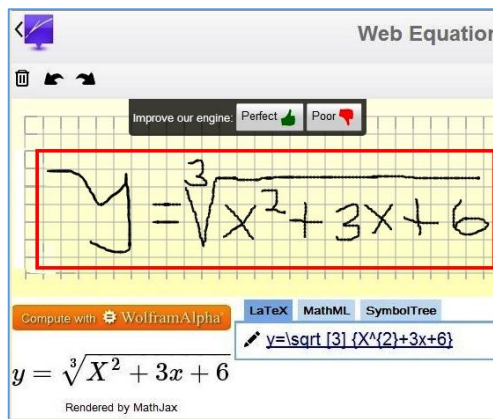 Web Equation
Improve our engine: Perfect Poor
y = ∛(x² + 3x + 6)
Compute with WolframAlpha
LaTeX MathML SymbolTree
y=\sqrt [3] {X^{2}+3x+6}
y = ∛(X² + 3x + 6)
Rendered by MathJax